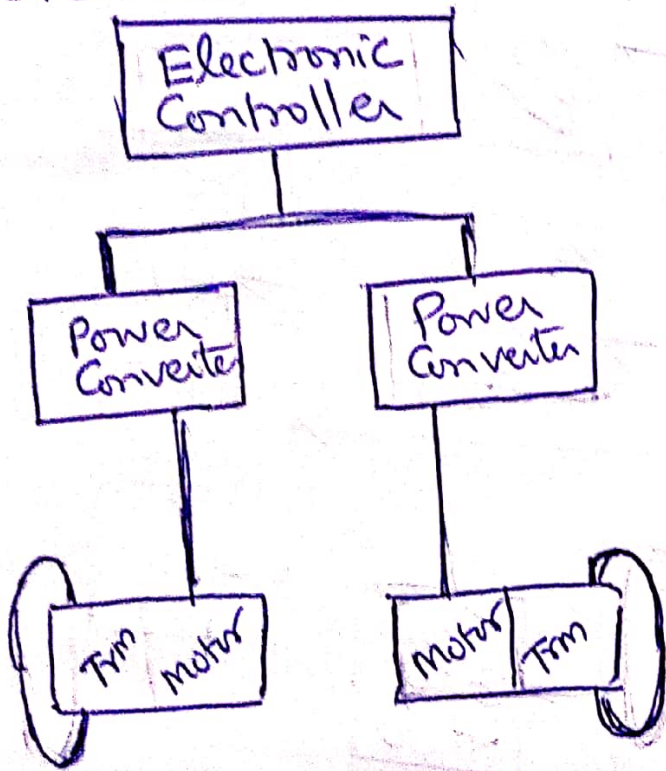 Electronic
Controller
Power
Converter
Power
Converter
Trm
Motor
Motor
Trm